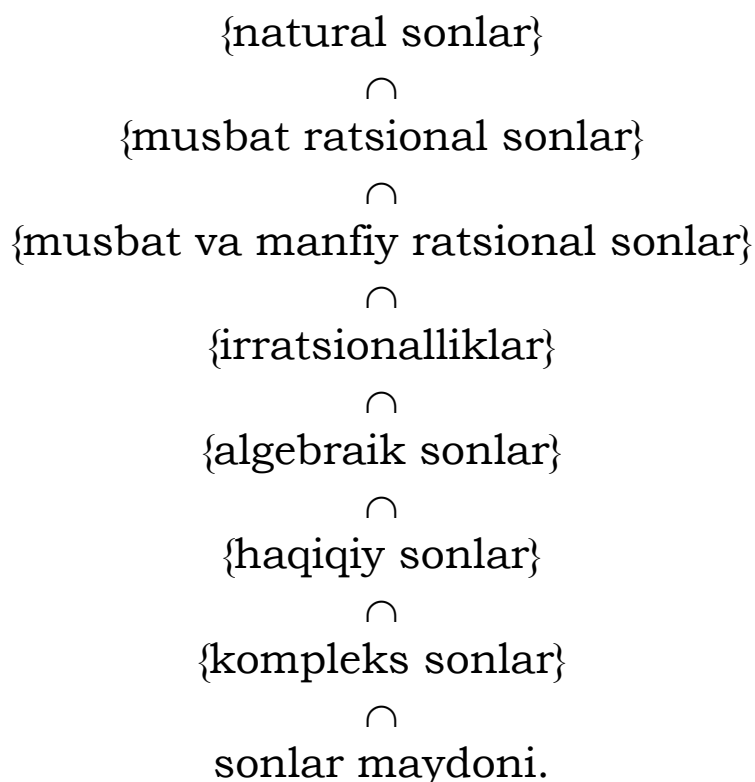 {natural sonlar}
∩
{musbat ratsional sonlar}
∩
{musbat va manfiy ratsional sonlar}
∩
{irratsionalliklar}
∩
{algebraik sonlar}
∩
{haqiqiy sonlar}
∩
{kompleks sonlar}
∩
sonlar maydoni.